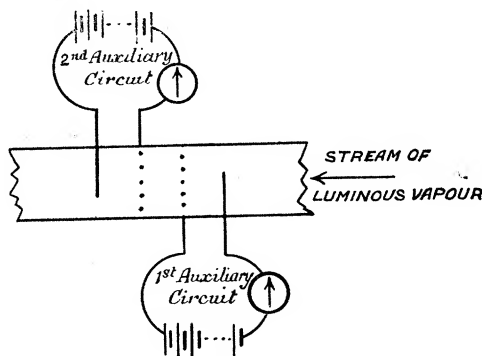 2nd Auxiliary
Circuit
STREAM OF
LUMINOUS VAPOUR
1st Auxiliary
Circuit